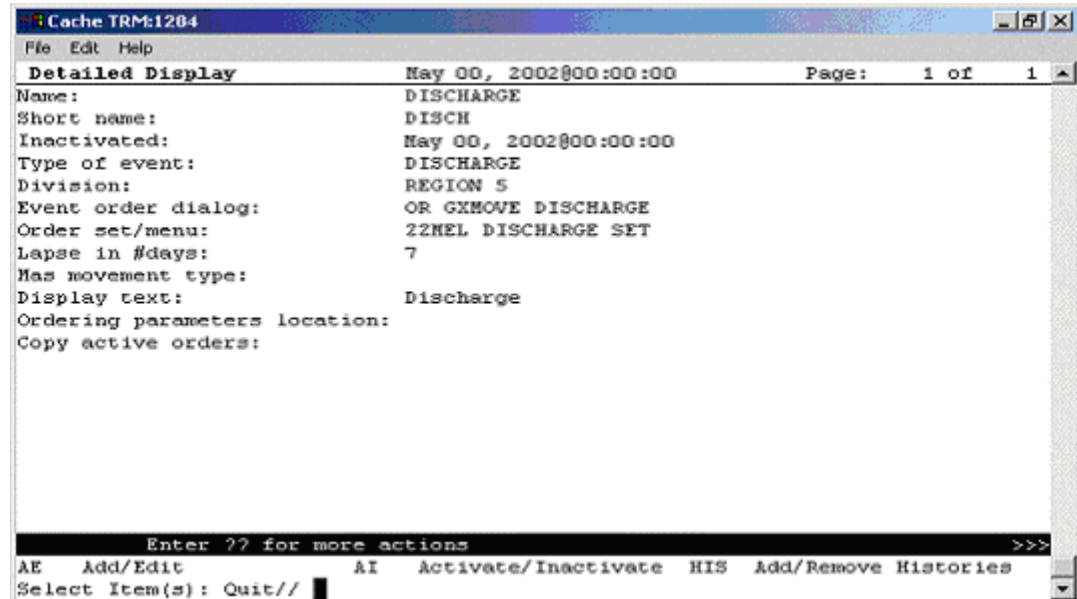 Cache TRM:1284
File Edit Help
Detailed Display May 00, 2002@00:00:00 Page: 1 of 1
Name: DISCHARGE
Short name: DISCH
Inactivated: May 00, 2002@00:00:00
Type of event: DISCHARGE
Division: REGION 5
Event order dialog: OR GXMOVE DISCHARGE
Order set/menu: ZZMEL DISCHARGE SET
Lapse in #days: 7
Mas movement type:
Display text: Discharge
Ordering parameters location:
Copy active orders:
Enter ?? for more actions >>>
AE Add/Edit AI Activate/Inactivate HIS Add/Remove Histories
Select Item(s): Quit//